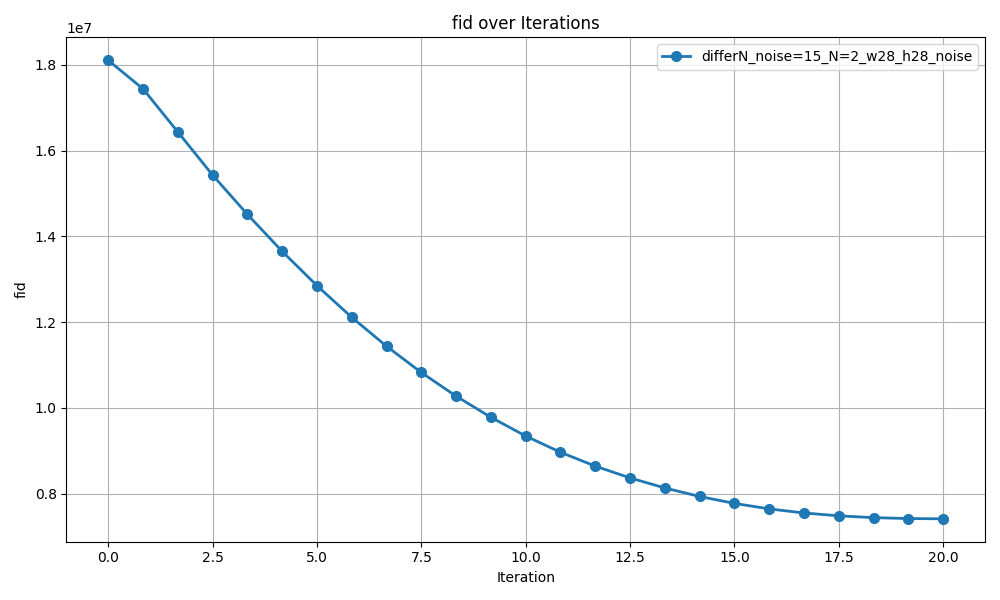 fid over Iterations
1e7
differN_noise=15_N=2_w28_h28_noise
1.8
1.6
1.4
1.2
1.0
0.8
fid
0.0 2.5 5.0 7.5 10.0 12.5 15.0 17.5 20.0
Iteration